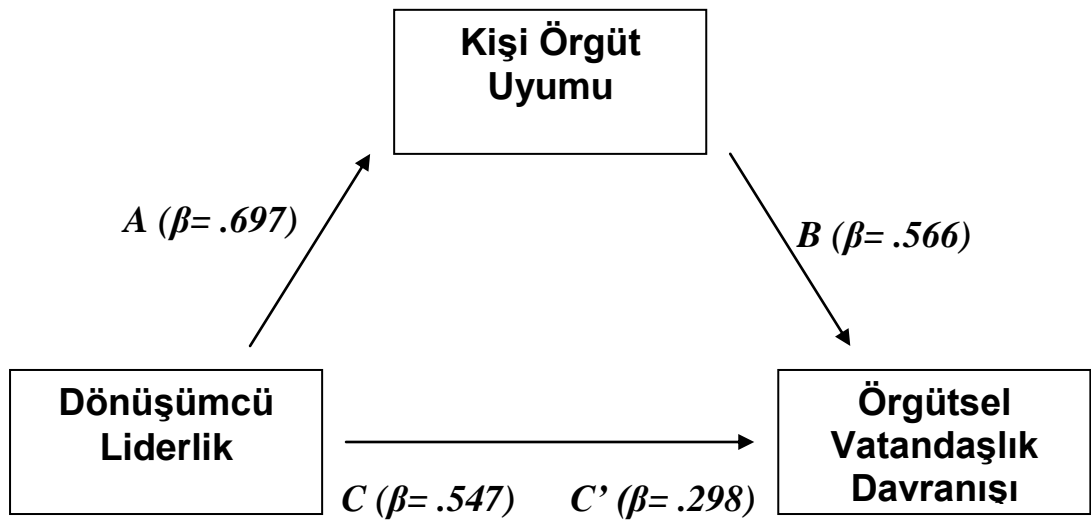 Kişi Örgüt
Uyumu
A (β= .697)
B (β= .566)
Dönüşümcü
Liderlik
Örgütsel
Vatandaşlık
Davranışı
C (β= .547)
C’ (β= .298)